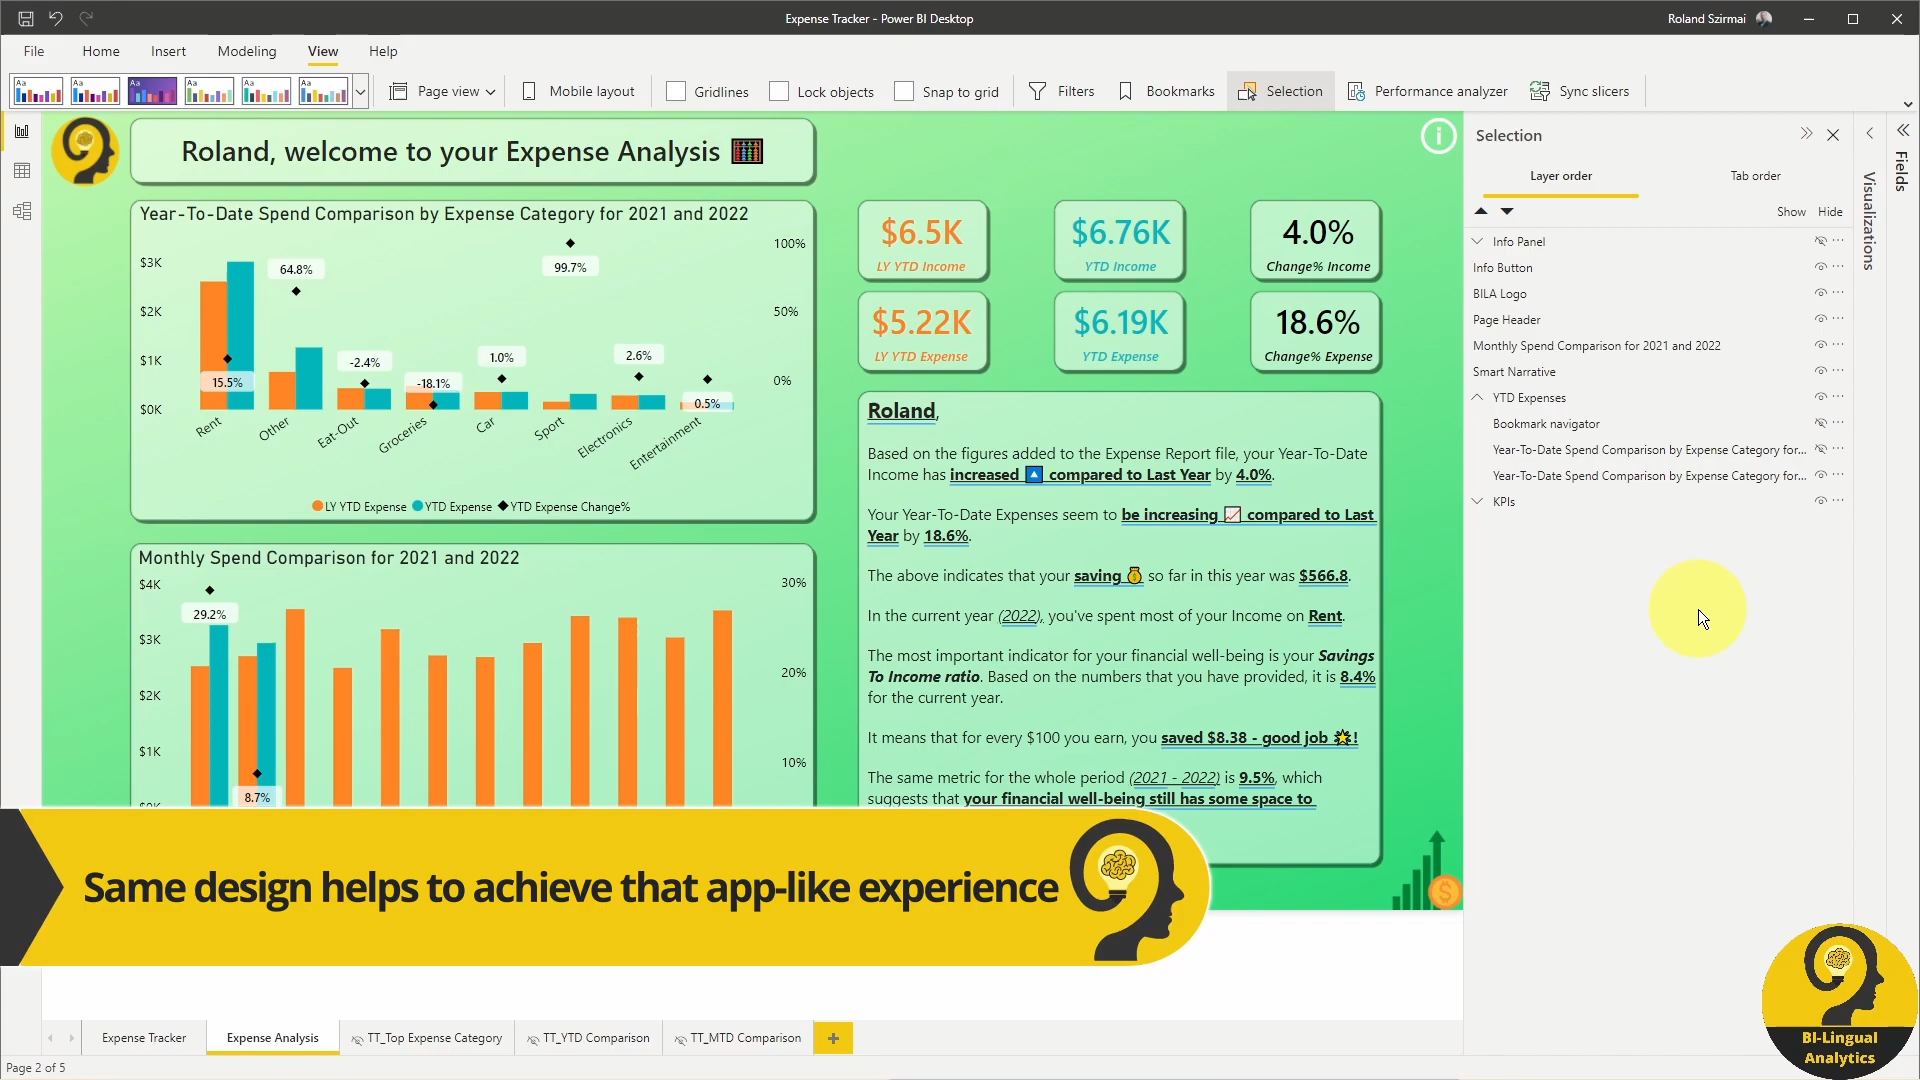 Expense Tracker - Power BI Desktop
Roland Szirmai
File Home Insert Modeling View Help
Aa Aa Aa Aa Aa Aa
Page view Mobile layout Gridlines Lock objects Snap to grid Filters Bookmarks Selection Performance analyzer Sync slicers
Roland, welcome to your Expense Analysis
Year-To-Date Spend Comparison by Expense Category for 2021 and 2022
$3K
$2K
$1K
$0K
100%
50%
0%
15.5%
64.8%
-2.4%
-18.1%
1.0%
99.7%
2.6%
0.5%
Rent
Other
Eat-Out
Groceries
Car
Sport
Electronics
Entertainment
LY YTD Expense YTD Expense YTD Expense Change%
Monthly Spend Comparison for 2021 and 2022
$4K
$3K
$2K
$1K
$0K
30%
20%
10%
29.2%
8.7%
$6.5K
LY YTD Income
$6.76K
YTD Income
4.0%
Change% Income
$5.22K
LY YTD Expense
$6.19K
YTD Expense
18.6%
Change% Expense
Roland,
Based on the figures added to the Expense Report file, your Year-To-Date
Income has increased 🔼 compared to Last Year by 4.0%.
Your Year-To-Date Expenses seem to be increasing 📈 compared to Last
Year by 18.6%.
The above indicates that your saving 💰 so far in this year was $566.8.
In the current year (2022), you've spent most of your Income on Rent.
The most important indicator for your financial well-being is your Savings
To Income ratio. Based on the numbers that you have provided, it is 8.4%
for the current year.
It means that for every $100 you earn, you saved $8.38 - good job 🌟!
The same metric for the whole period (2021 - 2022) is 9.5%, which
suggests that your financial well-being still has some space to
i
Selection
Layer order Tab order
Show Hide
Info Panel
Info Button
BILA Logo
Page Header
Monthly Spend Comparison for 2021 and 2022
Smart Narrative
YTD Expenses
Bookmark navigator
Year-To-Date Spend Comparison by Expense Category for...
Year-To-Date Spend Comparison by Expense Category for...
KPIs
Visualizations
Fields
Same design helps to achieve that app-like experience
$
Expense Tracker Expense Analysis TT_Top Expense Category TT_YTD Comparison TT_MTD Comparison +
Page 2 of 5
BI-Lingual
Analytics